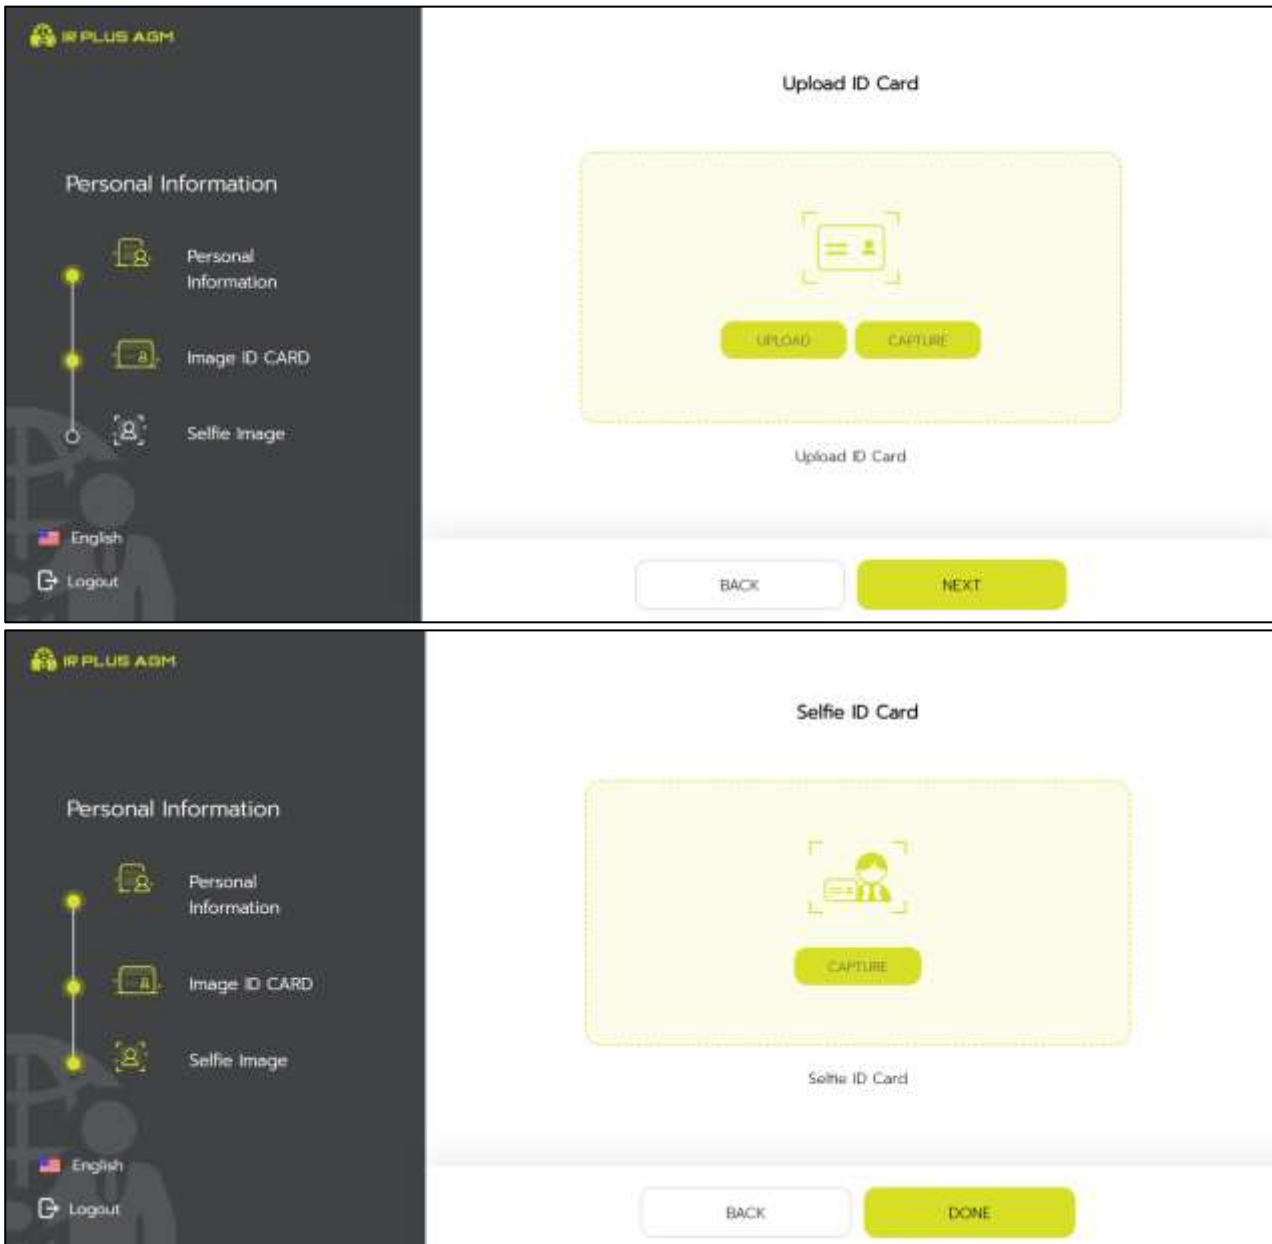 IR PLUS AGM
Upload ID Card
Personal Information
Personal
Information
Image ID CARD
Selfie Image
UPLOAD
CAPTURE
Upload ID Card
English
Logout
BACK
NEXT
IR PLUS AGM
Selfie ID Card
Personal Information
Personal
Information
Image ID CARD
Selfie Image
CAPTURE
Selfie ID Card
English
Logout
BACK
DONE